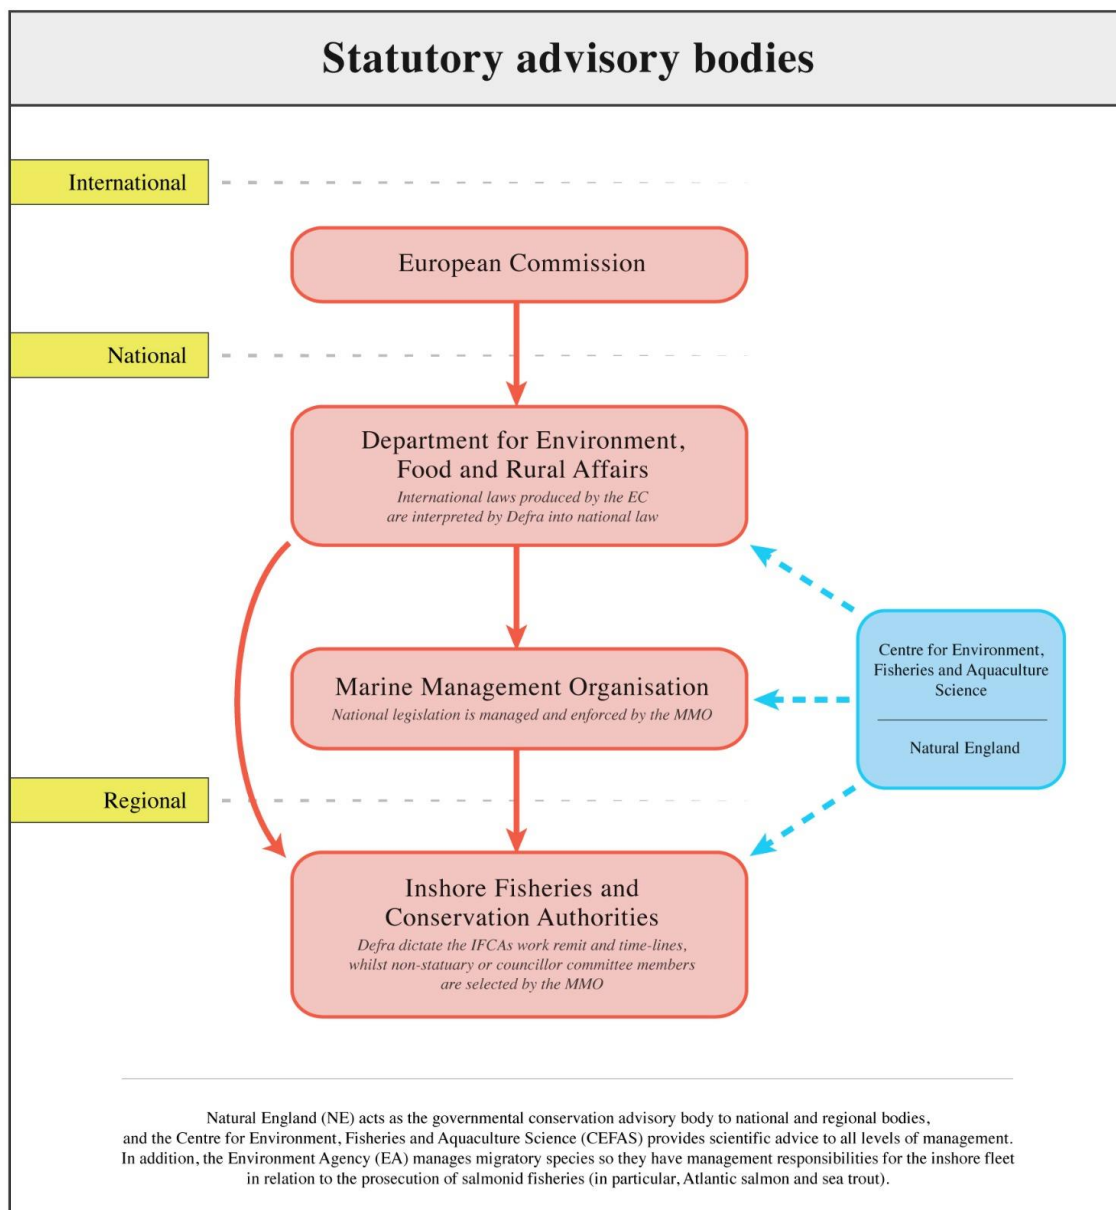 Statutory advisory bodies
International
European Commission
National
Department for Environment,
Food and Rural Affairs
International laws produced by the EC
are interpreted by Defra into national law
Centre for Environment,
Fisheries and Aquaculture
Science
Natural England
Marine Management Organisation
National legislation is managed and enforced by the MMO
Regional
Inshore Fisheries and
Conservation Authorities
Defra dictate the IFCAs work remit and time-lines,
whilst non-statuary or councillor committee members
are selected by the MMO
Natural England (NE) acts as the governmental conservation advisory body to national and regional bodies,
and the Centre for Environment, Fisheries and Aquaculture Science (CEFAS) provides scientific advice to all levels of management.
In addition, the Environment Agency (EA) manages migratory species so they have management responsibilities for the inshore fleet
in relation to the prosecution of salmonid fisheries (in particular, Atlantic salmon and sea trout).